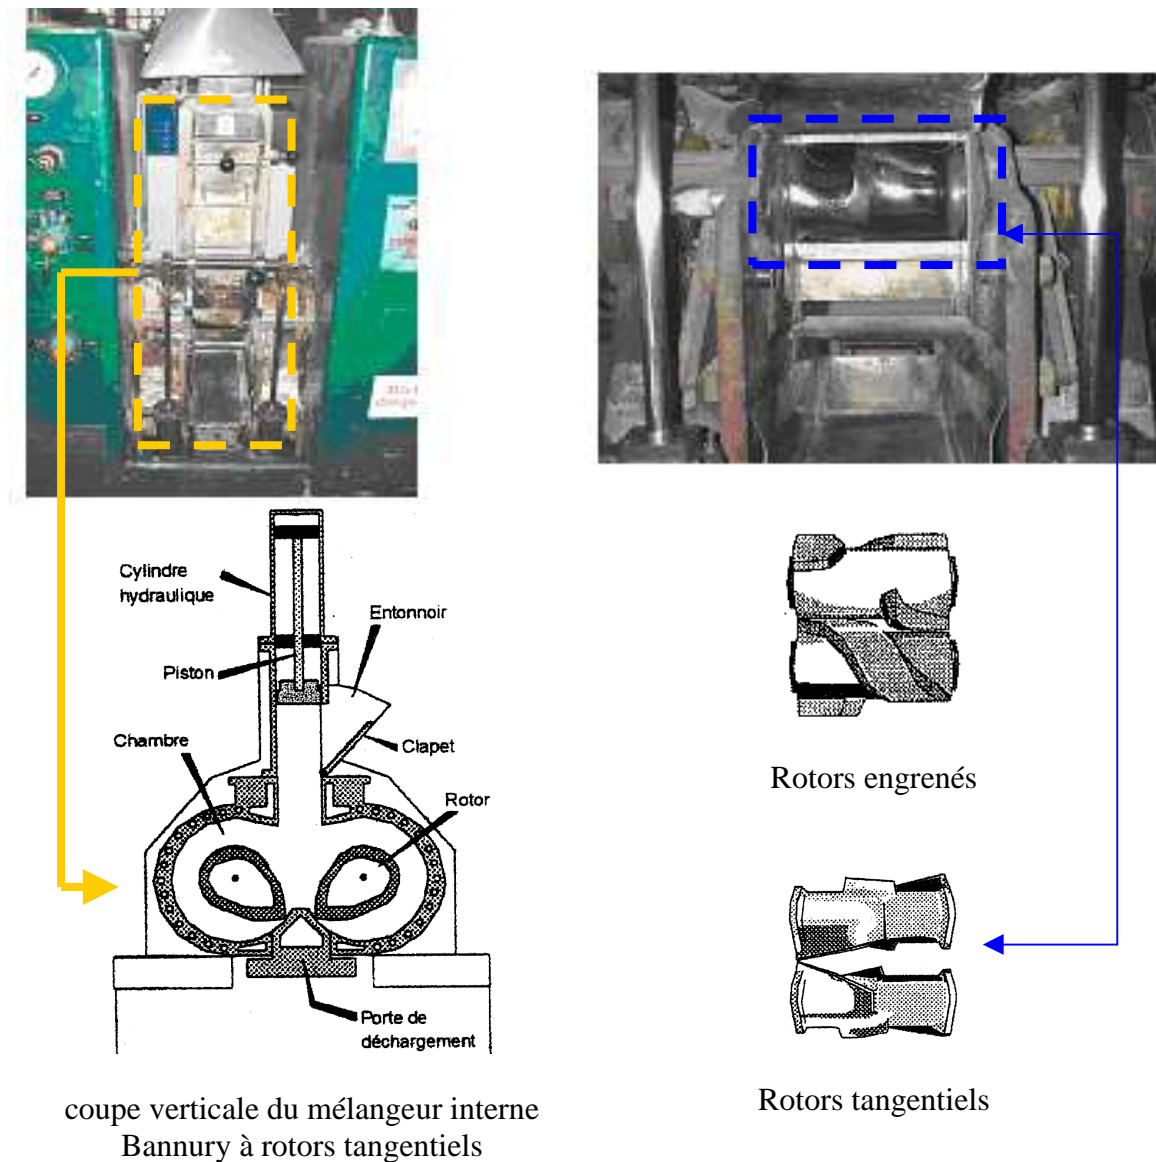 Cylindre
hydraulique
Entonnoir
Piston
Chambre
Clapet
Rotor
Porte de
déchargement
coupe verticale du mélangeur interne
Bannury à rotors tangentiels
Rotors engrenés
Rotors tangentiels